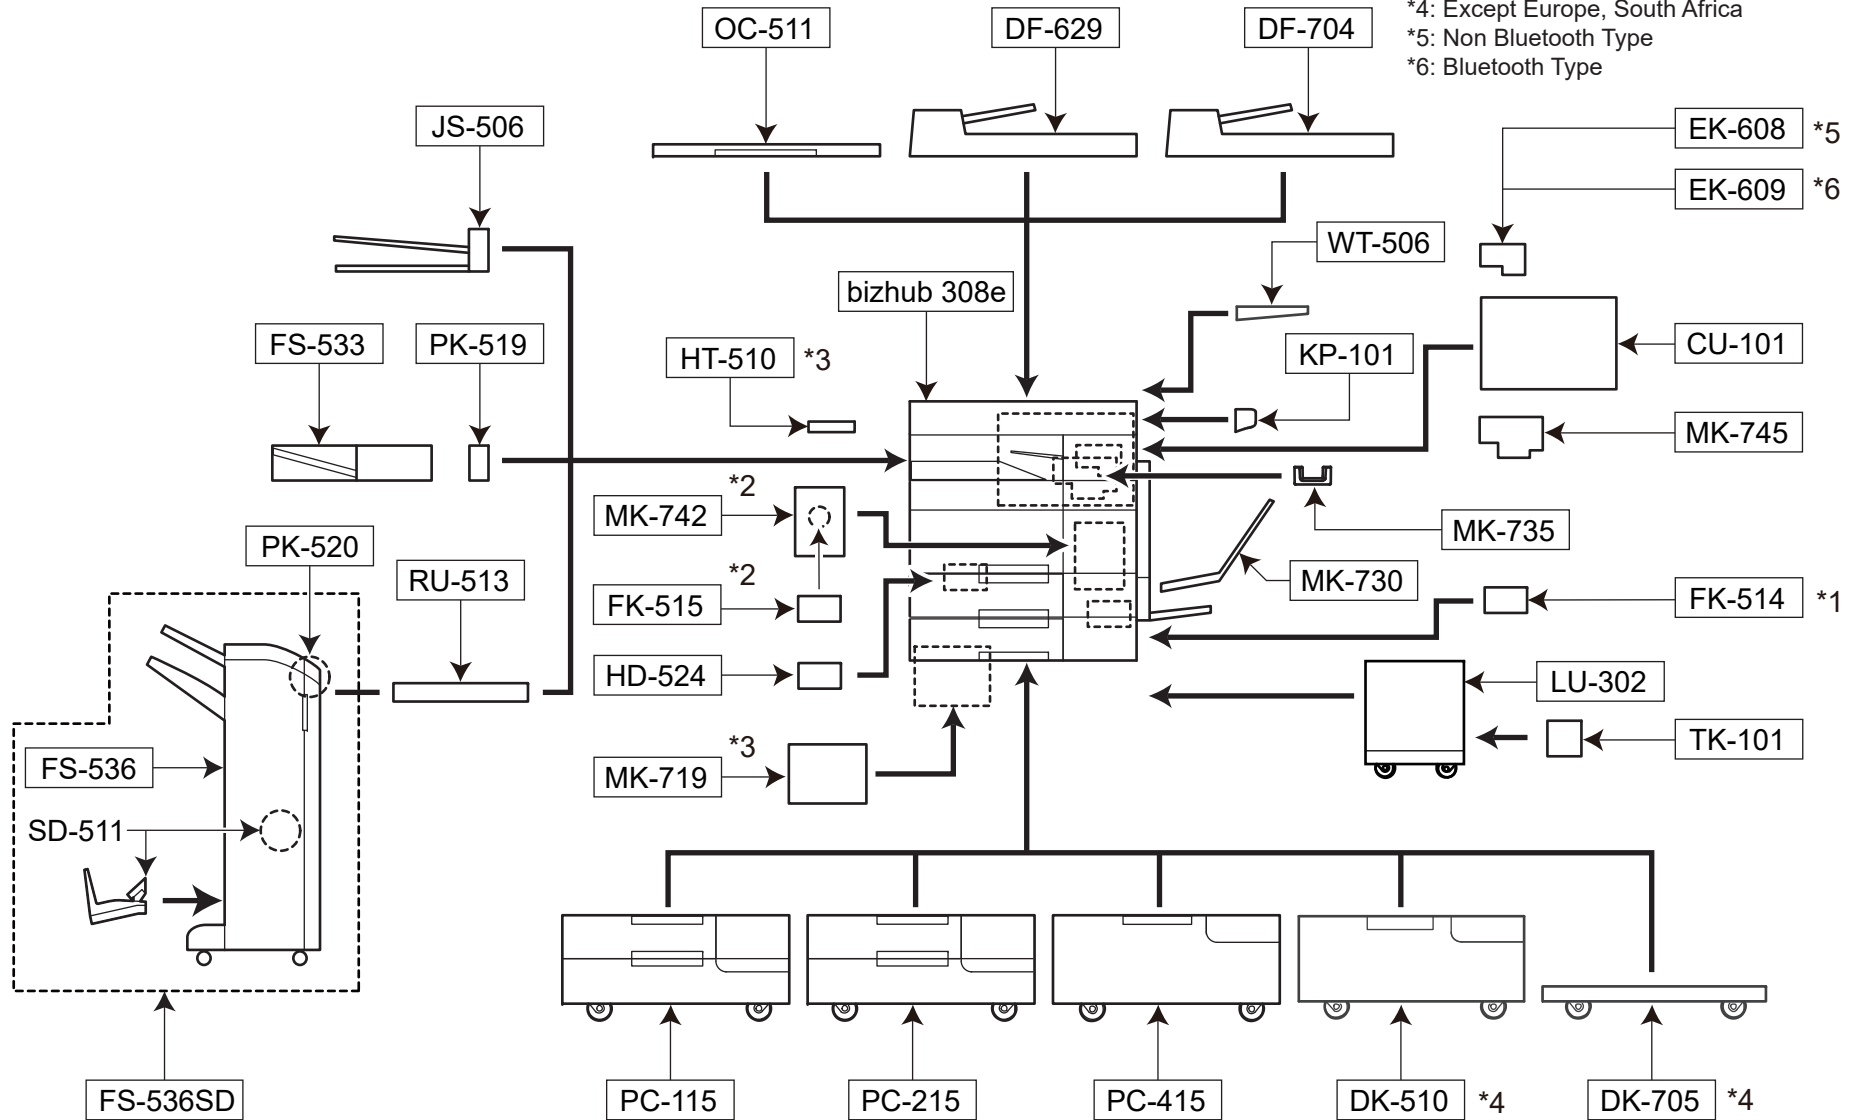 *4: Except Europe, South Africa
OC-511
DF-629
DF-704
*5: Non Bluetooth Type
*6: Bluetooth Type
JS-506
EK-608 *5
EK-609 *6
WT-506
bizhub 308e
FS-533
PK-519
HT-510 *3
KP-101
CU-101
MK-745
*2
MK-742
MK-735
PK-520
RU-513
*2
FK-515
MK-730
FK-514 *1
HD-524
LU-302
TK-101
*3
MK-719
FS-536
SD-511
FS-536SD
PC-115
PC-215
PC-415
DK-510 *4
DK-705 *4